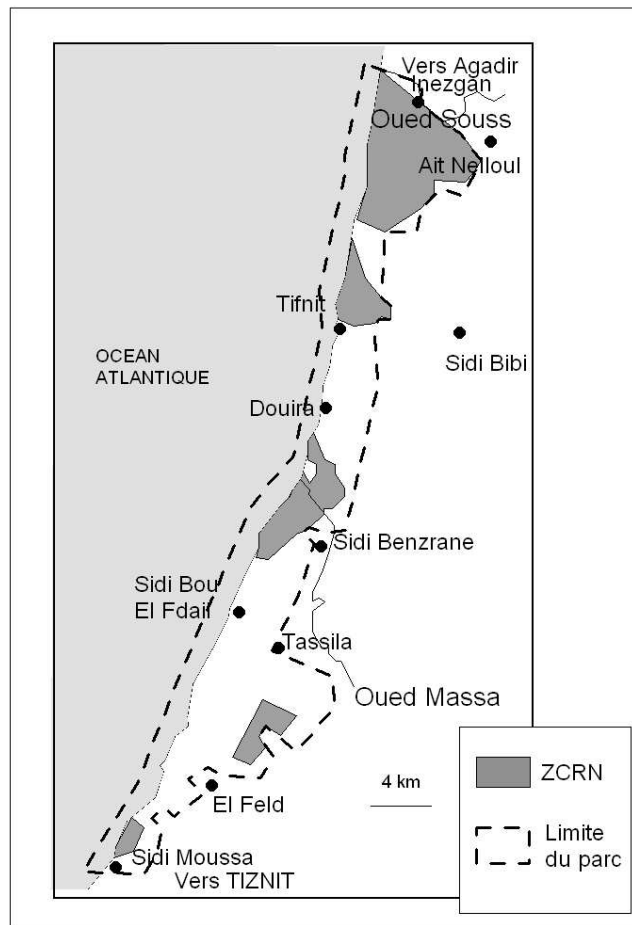 Vers Agadir
Inezgan
Oued Souss
Ait Nelloul
Tifnit
Sidi Bibi
OCEAN
ATLANTIQUE
Douira
Sidi Benzrane
Sidi Bou
El Fdail
Tassila
Oued Massa
4 km
El Feld
Sidi Moussa
Vers TIZNIT
ZCRN
Limite
du parc